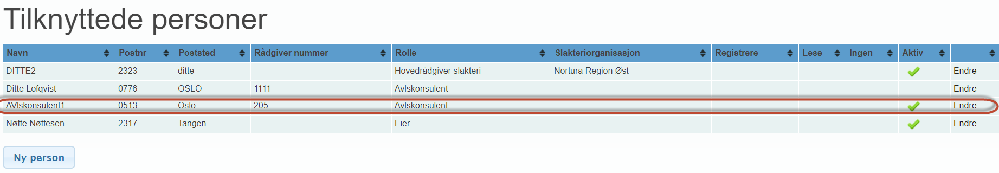 Tilknyttede personer
Navn Postnr Poststed Rådgiver nummer Rolle Slakteriorganisasjon Registrere Lese Ingen Aktiv
DITTE2 2323 ditte Hovedrådgiver slakteri Nortura Region Øst Endre
Ditte Löfqvist 0776 OSLO 1111 Avlskonsulent Endre
AVlskonsulent1 0513 Oslo 205 Avlskonsulent Endre
Nøffe Nøffesen 2317 Tangen Eier Endre
Ny person